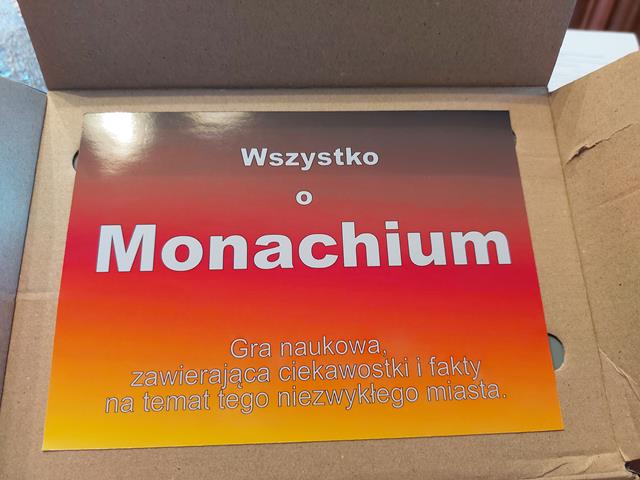 Wszystko
o
Monachium
Gra naukowa,
zawierająca ciekawostki i fakty
na temat tego niezwykłego miasta.